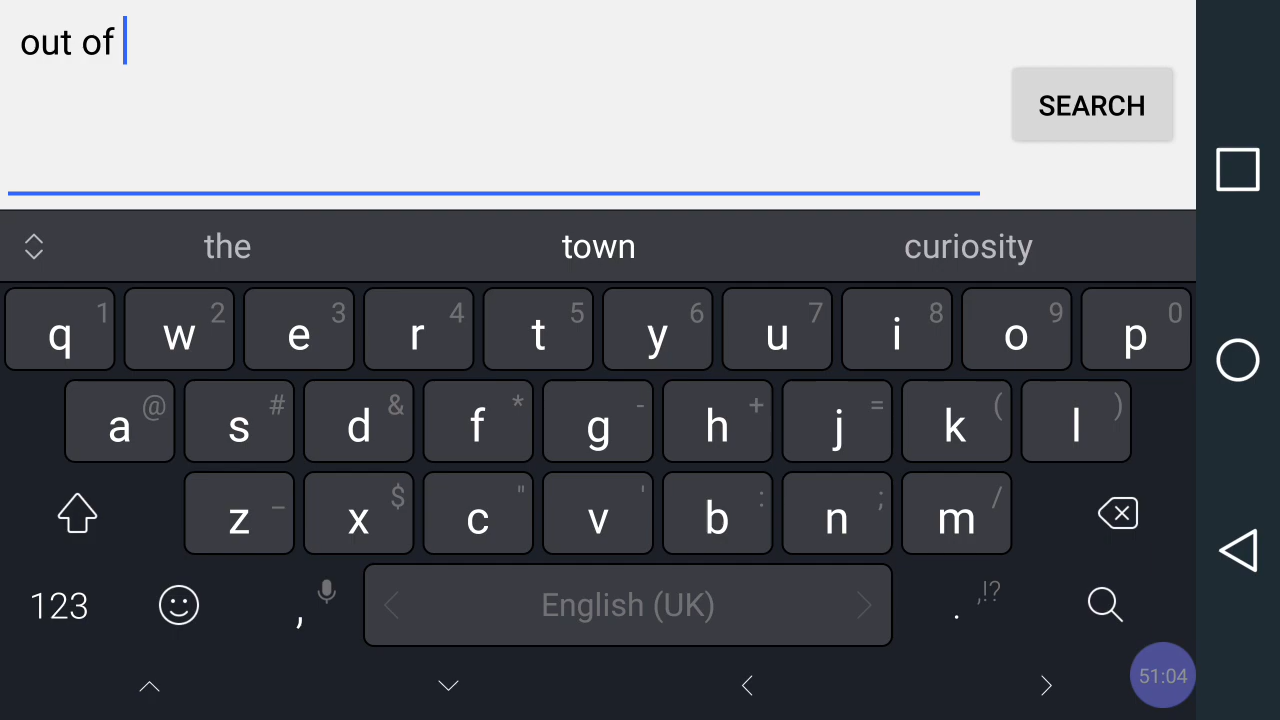 out of
SEARCH
the town curiosity
q 1 w 2 e 3 r 4 t 5 y 6 u 7 i 8 o 9 p 0
a @ s # d & f * g - h + j = k ( l )
z _ x $ c " v ' b : n ; m /
123 , English (UK) . ,!?
51:04